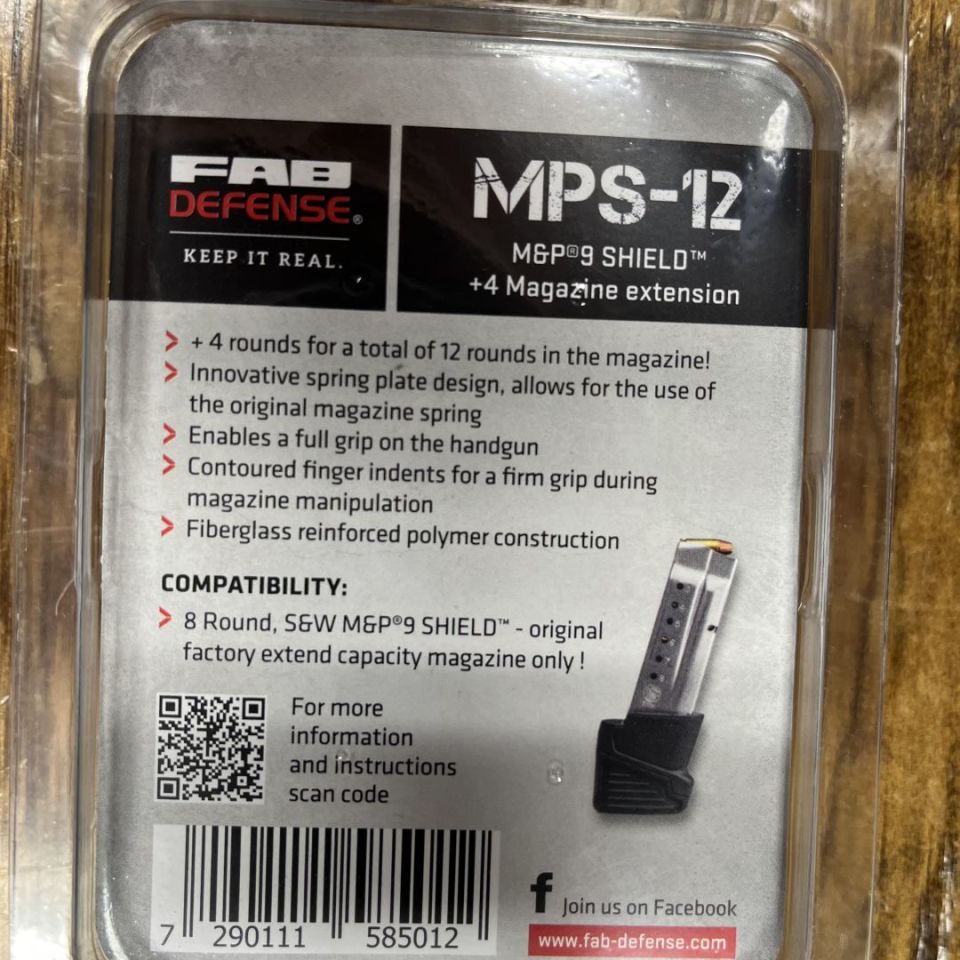 FAB
DEFENSE®
KEEP IT REAL.
MPS-12
M&P®9 SHIELD™
+4 Magazine extension
+ 4 rounds for a total of 12 rounds in the magazine!
Innovative spring plate design, allows for the use of
the original magazine spring
Enables a full grip on the handgun
Contoured finger indents for a firm grip during
magazine manipulation
Fiberglass reinforced polymer construction
COMPATIBILITY:
8 Round, S&W M&P®9 SHIELD™ - original
factory extend capacity magazine only !
For more
information
and instructions
scan code
7 290111 585012
f Join us on Facebook
www.fab-defense.com